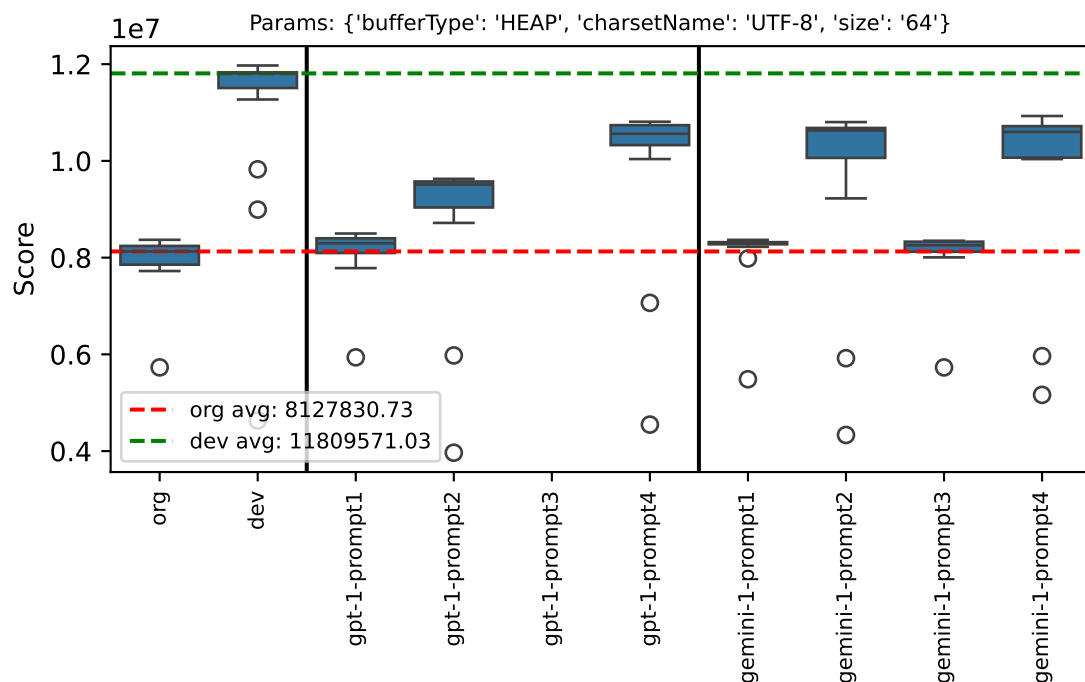 Params: {'bufferType': 'HEAP', 'charsetName': 'UTF-8', 'size': '64'}
1e7
1.2
1.0
0.8
0.6
0.4
Score
org avg: 8127830.73
dev avg: 11809571.03
org
dev
gpt-1-prompt1
gpt-1-prompt2
gpt-1-prompt3
gpt-1-prompt4
gemini-1-prompt1
gemini-1-prompt2
gemini-1-prompt3
gemini-1-prompt4